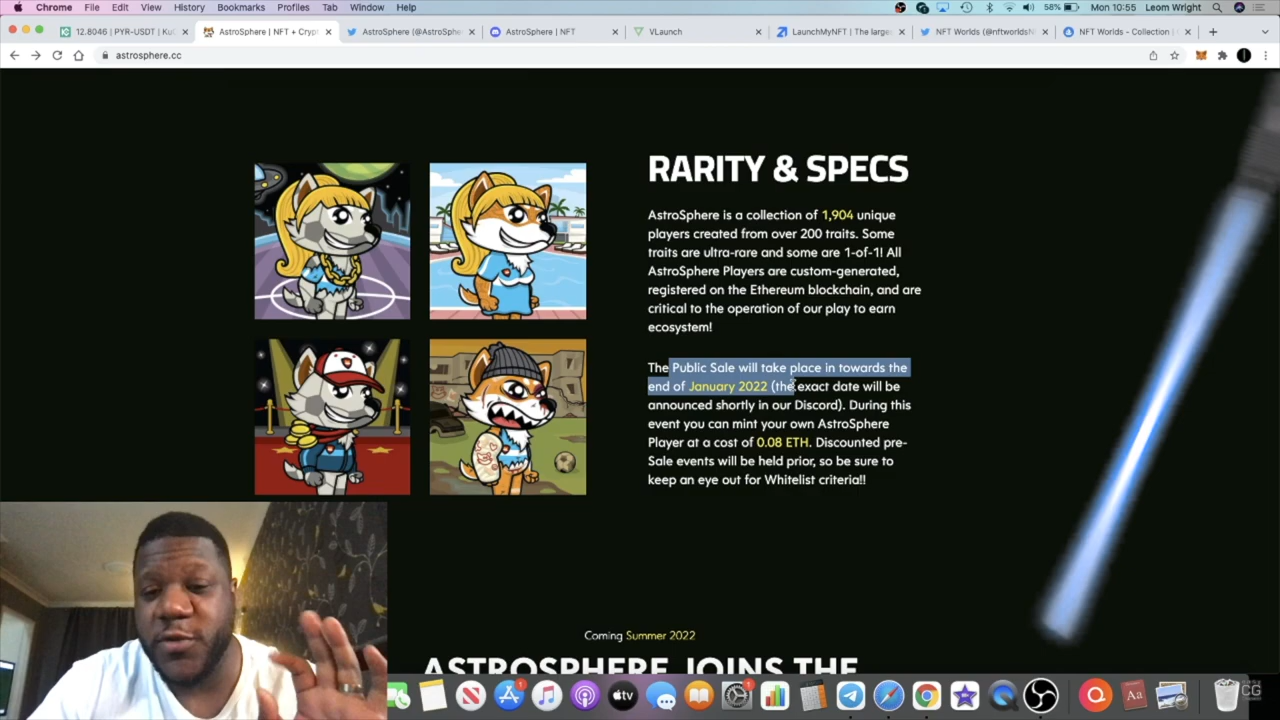 Chrome File Edit View History Bookmarks Profiles Tab Window Help 58% Mon 10:55 Leom Wright
12.8046 | PYR-USDT | Ku AstroSphere | NFT + Cryp AstroSphere (@AstroSphe AstroSphere | NFT VLaunch LaunchMyNFT | The large NFT Worlds (@nftworldsN NFT Worlds - Collection |
astrosphere.cc
RARITY & SPECS
AstroSphere is a collection of 1,904 unique
players created from over 200 traits. Some
traits are ultra-rare and some are 1-of-1! All
AstroSphere Players are custom-generated,
registered on the Ethereum blockchain, and are
critical to the operation of our play to earn
ecosystem!
The Public Sale will take place in towards the
end of January 2022 (the exact date will be
announced shortly in our Discord). During this
event you can mint your own AstroSphere
Player at a cost of 0.08 ETH. Discounted pre-
Sale events will be held prior, so be sure to
keep an eye out for Whitelist criteria!!
Coming Summer 2022
ASTROSPHERE JOINS THE
tv
Aa
CG